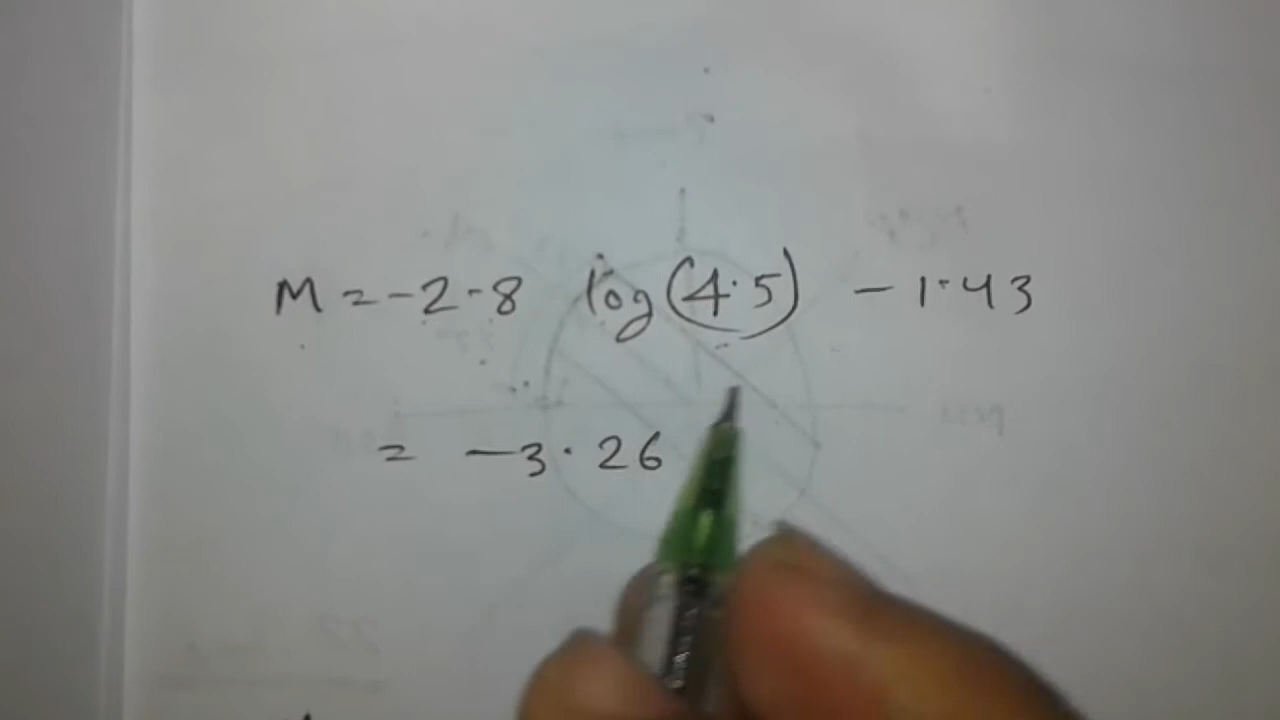 M = -2.8 log(4.5) - 1.43
= -3.26